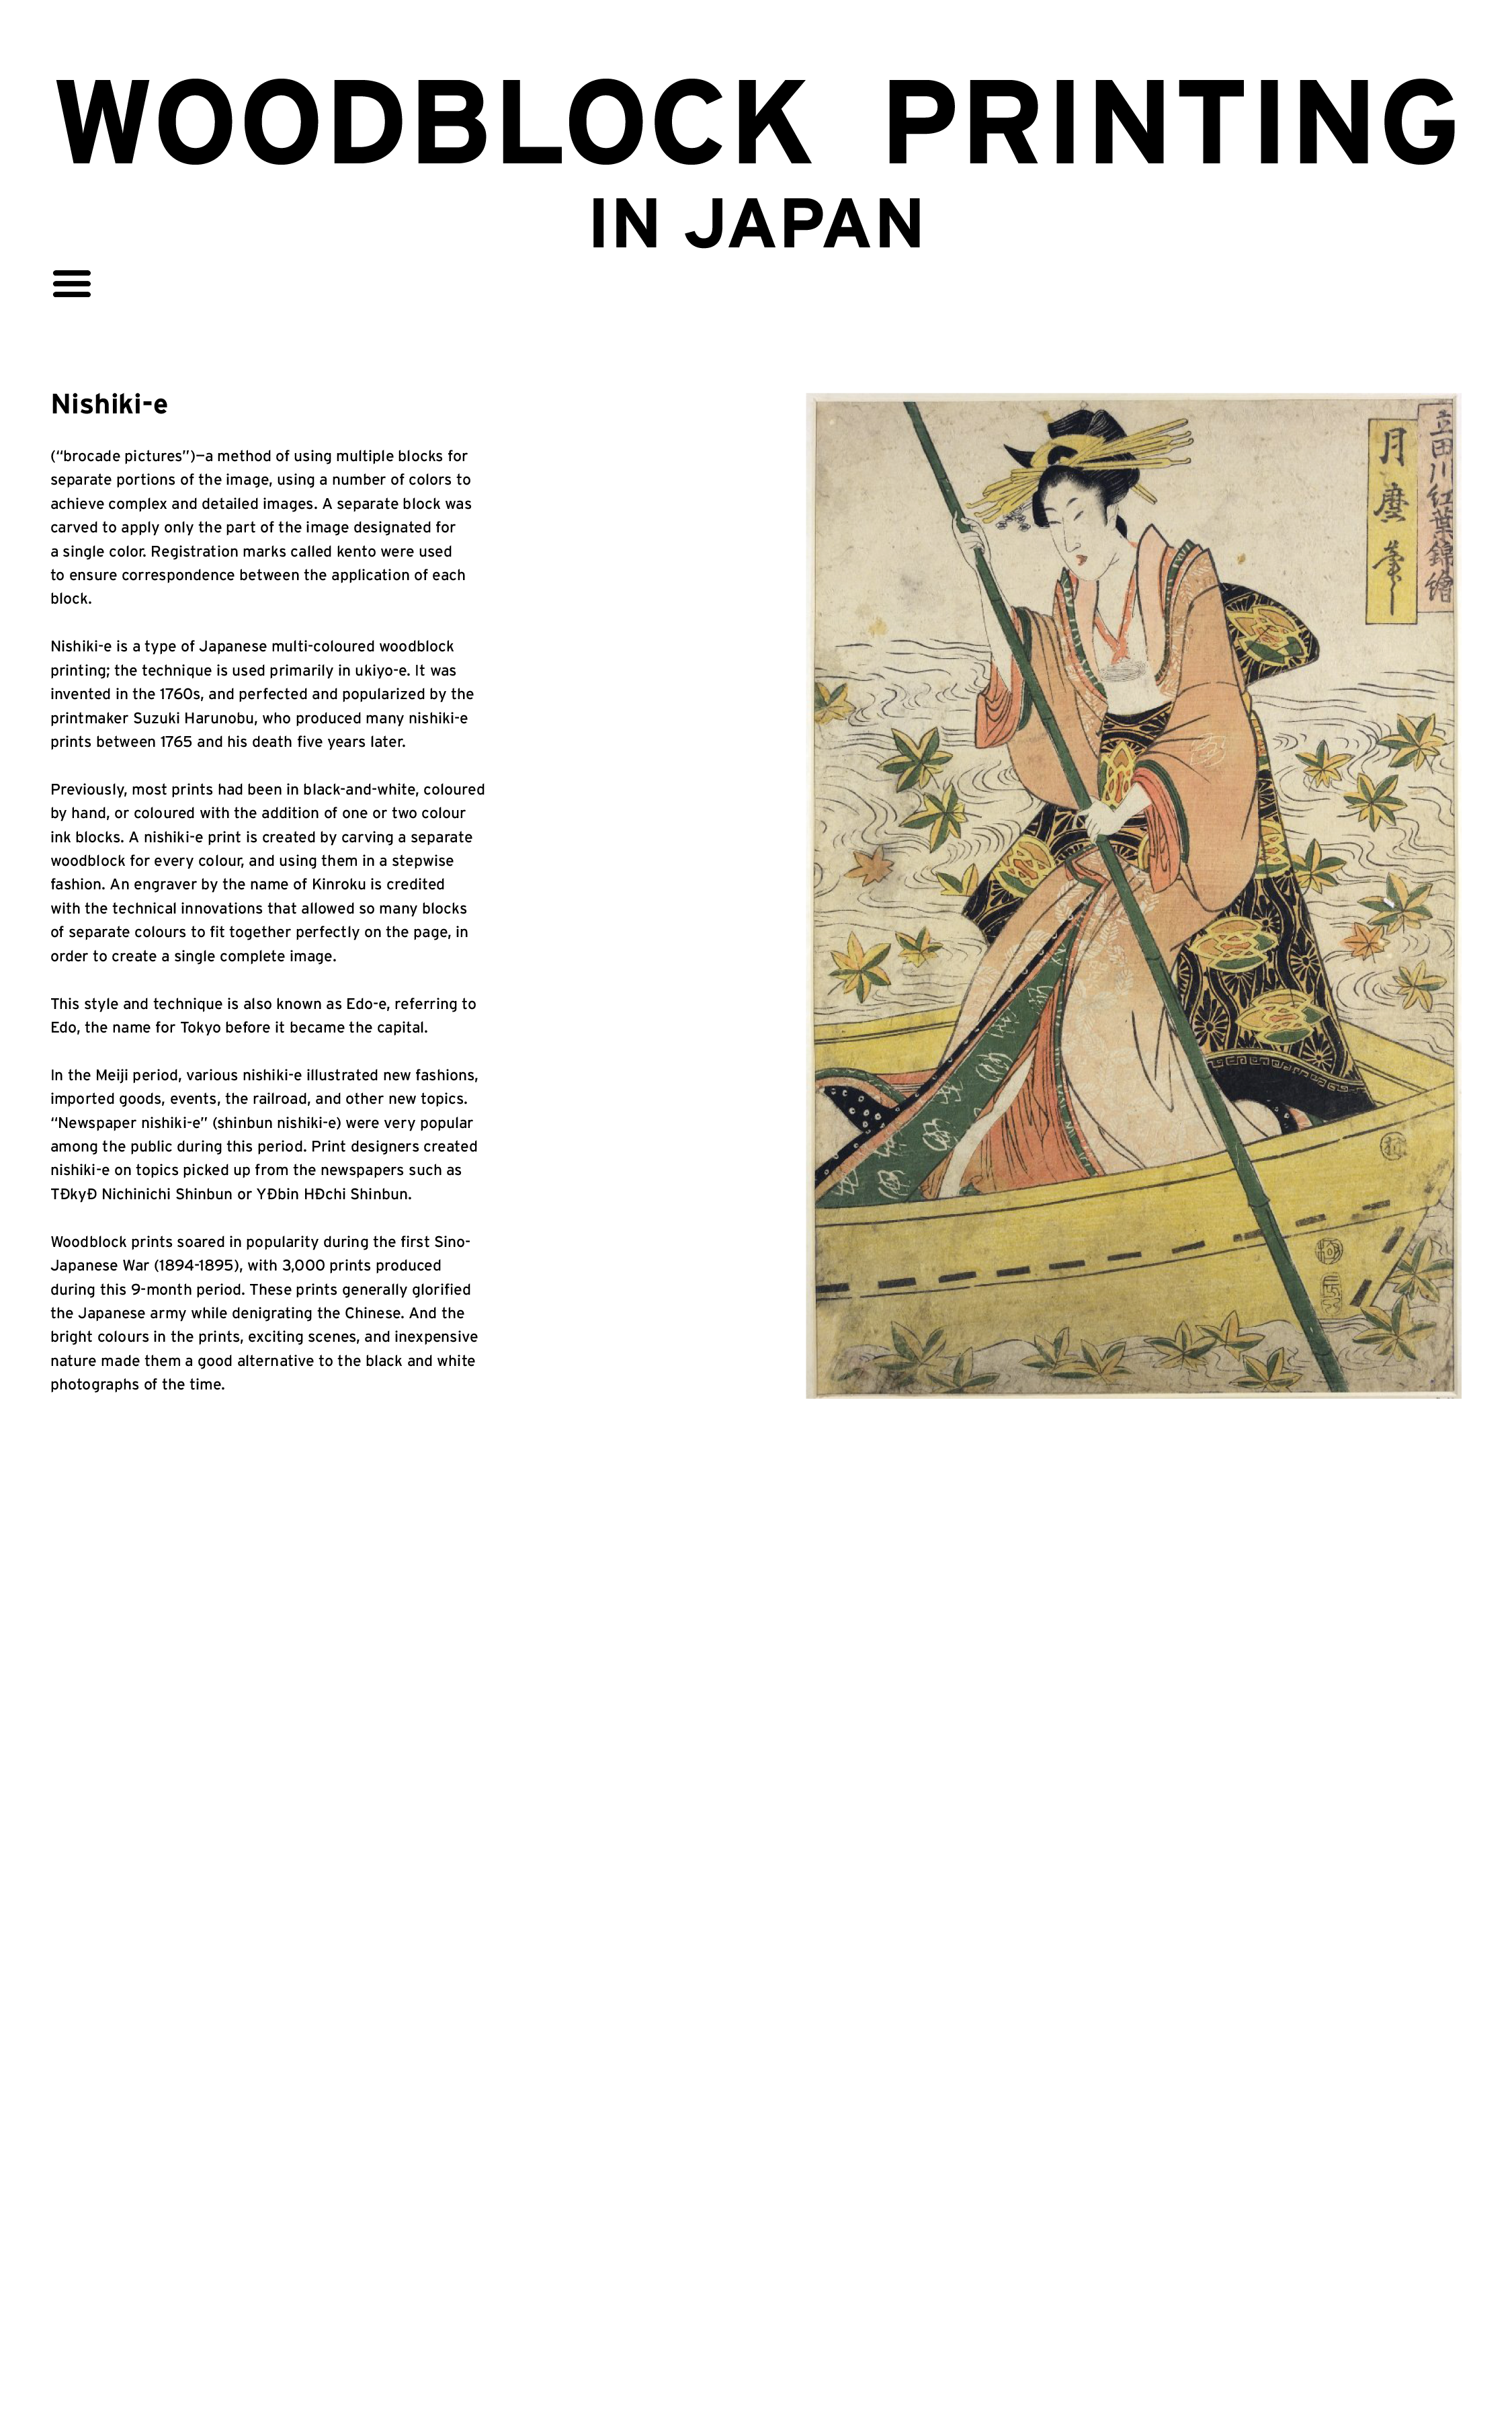 WOODBLOCK PRINTING
IN JAPAN
Nishiki-e
(“brocade pictures”)—a method of using multiple blocks for
separate portions of the image, using a number of colors to
achieve complex and detailed images. A separate block was
carved to apply only the part of the image designated for
a single color. Registration marks called kento were used
to ensure correspondence between the application of each
block.
Nishiki-e is a type of Japanese multi-coloured woodblock
printing; the technique is used primarily in ukiyo-e. It was
invented in the 1760s, and perfected and popularized by the
printmaker Suzuki Harunobu, who produced many nishiki-e
prints between 1765 and his death five years later.
Previously, most prints had been in black-and-white, coloured
by hand, or coloured with the addition of one or two colour
ink blocks. A nishiki-e print is created by carving a separate
woodblock for every colour, and using them in a stepwise
fashion. An engraver by the name of Kinroku is credited
with the technical innovations that allowed so many blocks
of separate colours to fit together perfectly on the page, in
order to create a single complete image.
This style and technique is also known as Edo-e, referring to
Edo, the name for Tokyo before it became the capital.
In the Meiji period, various nishiki-e illustrated new fashions,
imported goods, events, the railroad, and other new topics.
“Newspaper nishiki-e” (shinbun nishiki-e) were very popular
among the public during this period. Print designers created
nishiki-e on topics picked up from the newspapers such as
TĐkyĐ Nichinichi Shinbun or YĐbin HĐchi Shinbun.
Woodblock prints soared in popularity during the first Sino-
Japanese War (1894-1895), with 3,000 prints produced
during this 9-month period. These prints generally glorified
the Japanese army while denigrating the Chinese. And the
bright colours in the prints, exciting scenes, and inexpensive
nature made them a good alternative to the black and white
photographs of the time.
立田川紅葉錦繪
月麿筆